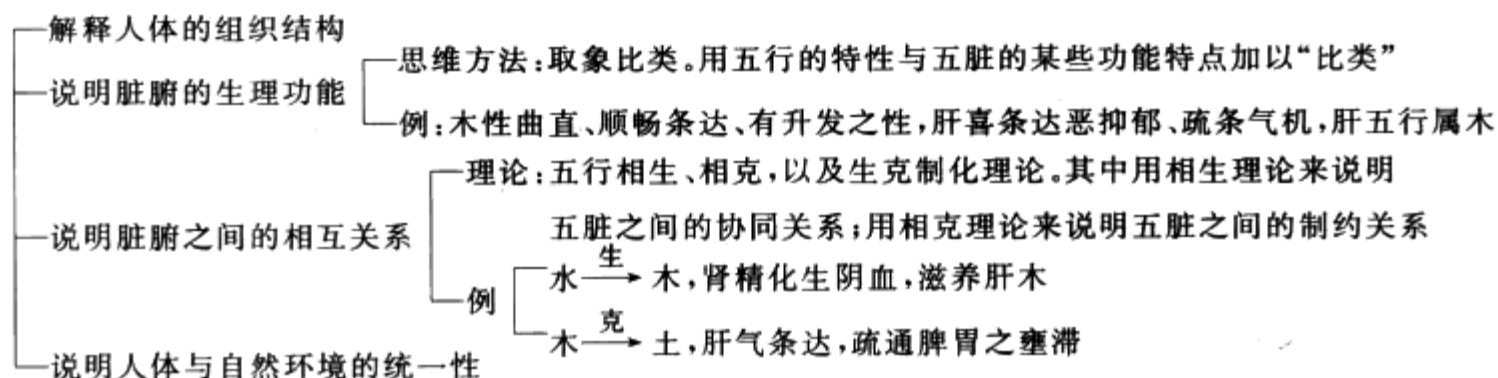 解释人体的组织结构
思维方法:取象比类。用五行的特性与五脏的某些功能特点加以“比类”
说明脏腑的生理功能
例:木性曲直、顺畅条达、有升发之性,肝喜条达恶抑郁、疏条气机,肝五行属木
理论:五行相生、相克,以及生克制化理论。其中用相生理论来说明
五脏之间的协同关系;用相克理论来说明五脏之间的制约关系
说明脏腑之间的相互关系
例
水 生 木,肾精化生阴血,滋养肝木
木 克 土,肝气条达,疏通脾胃之壅滞
说明人体与自然环境的统一性